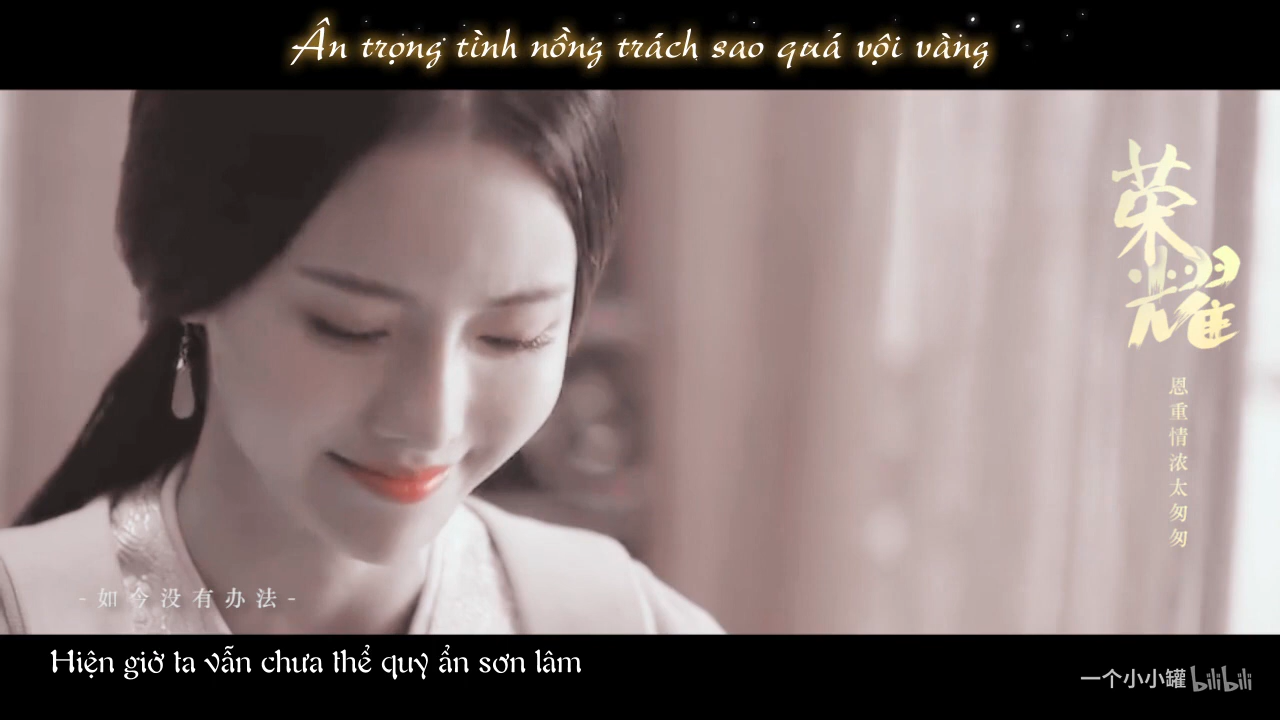 Ân trọng tình nồng trách sao quá vội vàng
荣耀
恩重情浓太匆匆
-如今没有办法-
Hiện giờ ta vẫn chưa thể quy ẩn sơn lâm
一个小小罐 bilibili